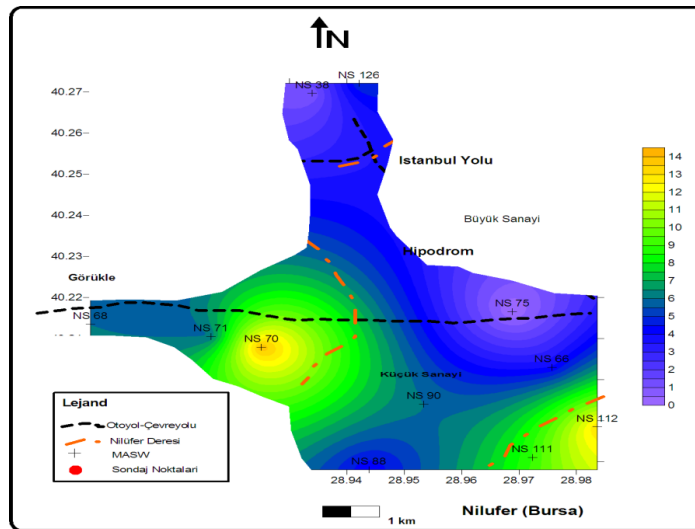 N
NS 126
NS 38
40.27
40.26
40.25
40.24
40.23
40.22
40.21
Istanbul Yolu
Büyük Sanayi
Hipodrom
Görükle
NS 68
NS 71
NS 70
NS 75
NS 66
Küçük Sanayi
NS 90
NS 112
NS 111
NS 88
14
13
12
11
10
9
8
7
6
5
4
3
2
1
0
Lejand
Otoyol-Çevreyolu
Nilüfer Deresi
MASW
Sondaj Noktalari
28.94 28.95 28.96 28.97 28.98
1 km
Nilufer (Bursa)